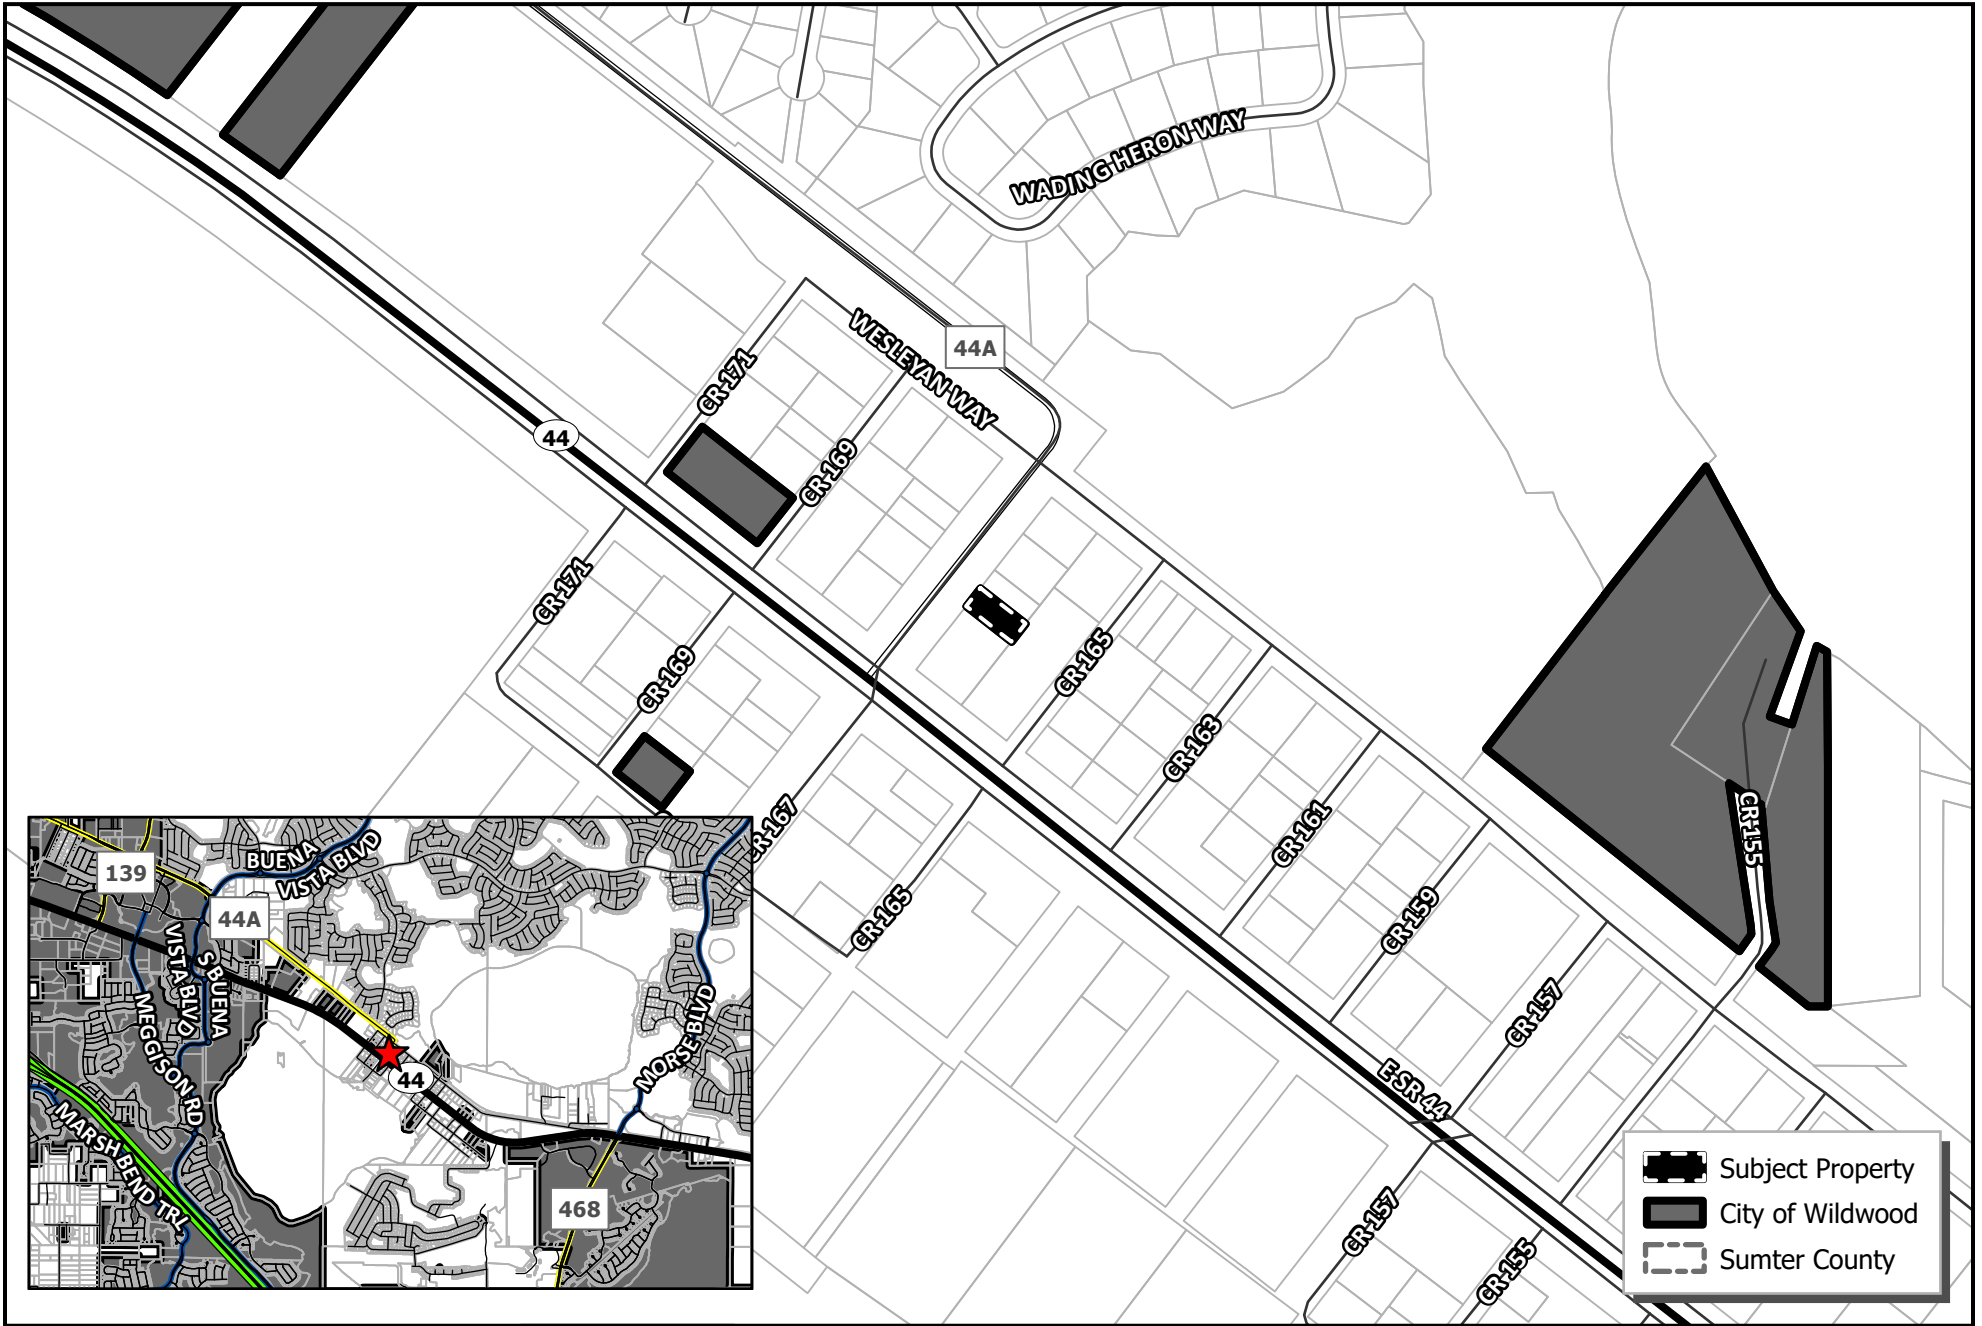 WADING HERON WAY
WESLEYAN WAY
44A
CR-171
44
CR-169
CR-171
CR-165
CR-169
CR-163
CR-167
CR-161
CR-155
CR-165
CR-159
CR-157
E SR 44
CR-157
CR-155
BUENA
VISTA BLVD
139
44A
S BUENA
VISTA BLVD
MEGGISON RD
MORSE BLVD
44
MARSH BEND TRL
468
Subject Property
City of Wildwood
Sumter County